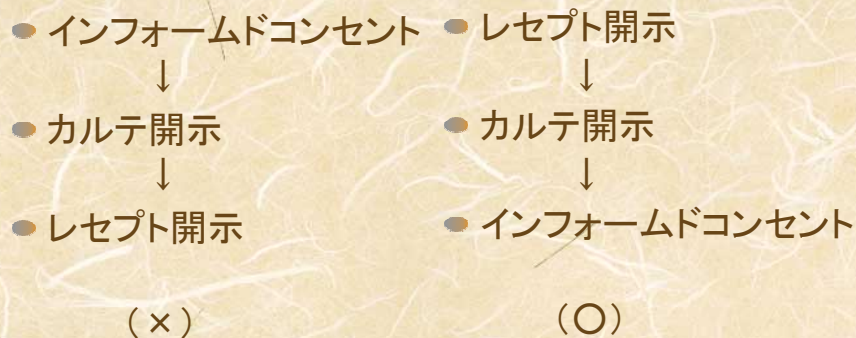 インフォームドコンセント
↓
カルテ開示
↓
レセプト開示
（×）
レセプト開示
↓
カルテ開示
↓
インフォームドコンセント
（○）